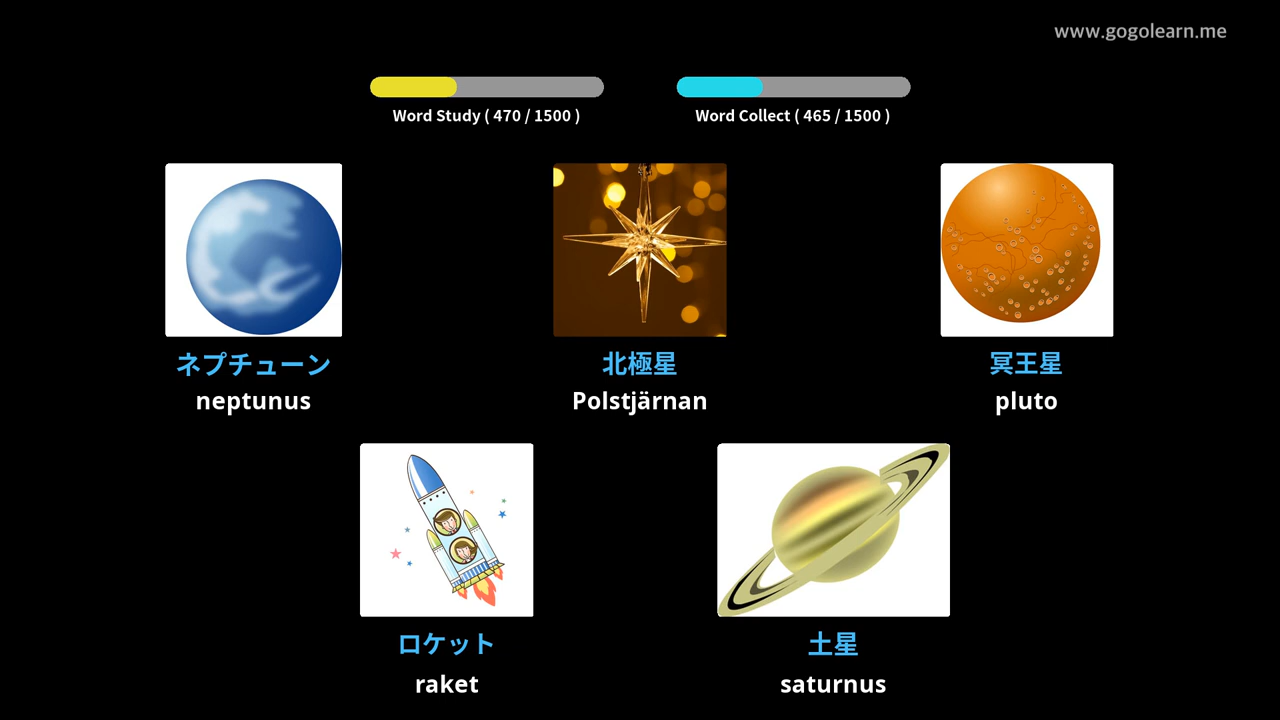 www.gogolearn.me
Word Study ( 470 / 1500 )
Word Collect ( 465 / 1500 )
ネプチューン
neptunus
北極星
Polstjärnan
冥王星
pluto
ロケット
raket
土星
saturnus